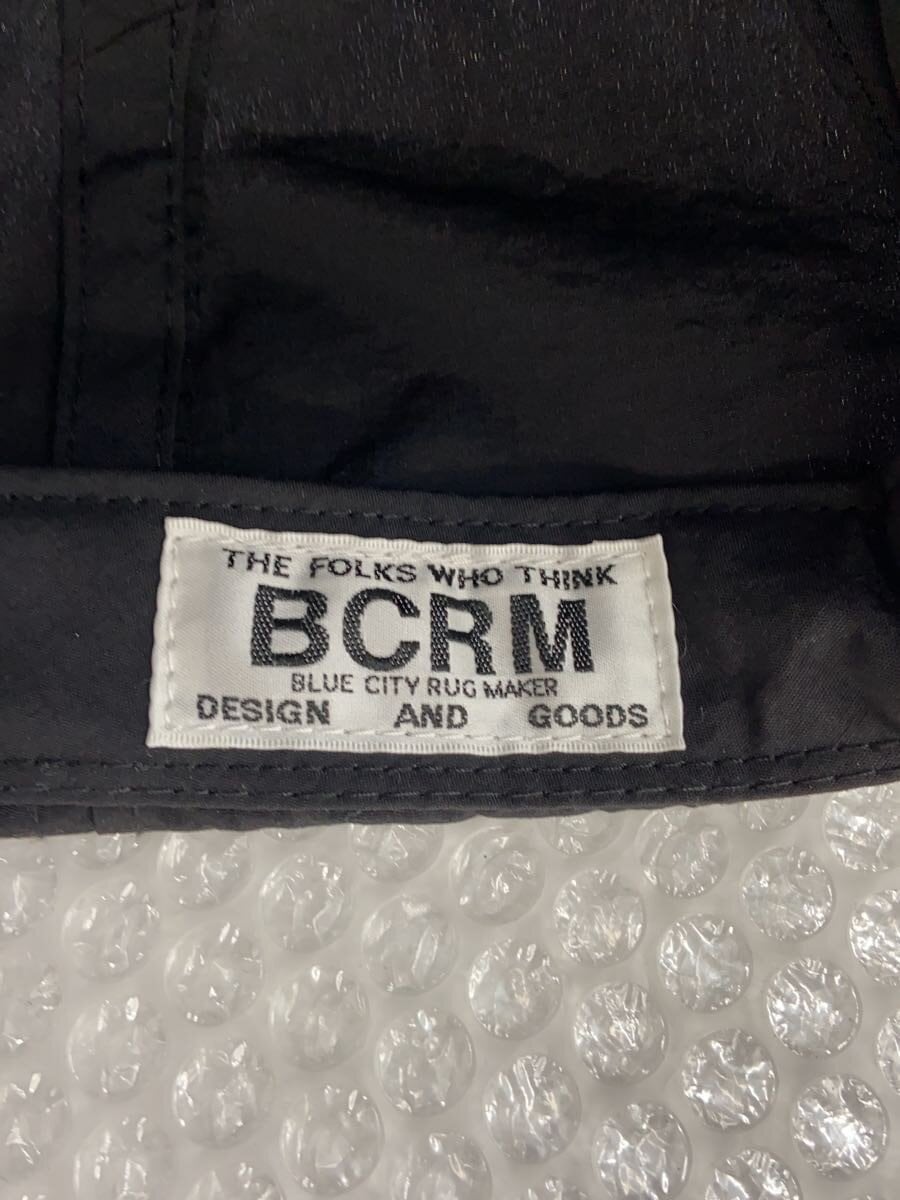 THE FOLKS WHO THINK
BCRM
BLUE CITY RUG MAKER
DESIGN AND GOODS